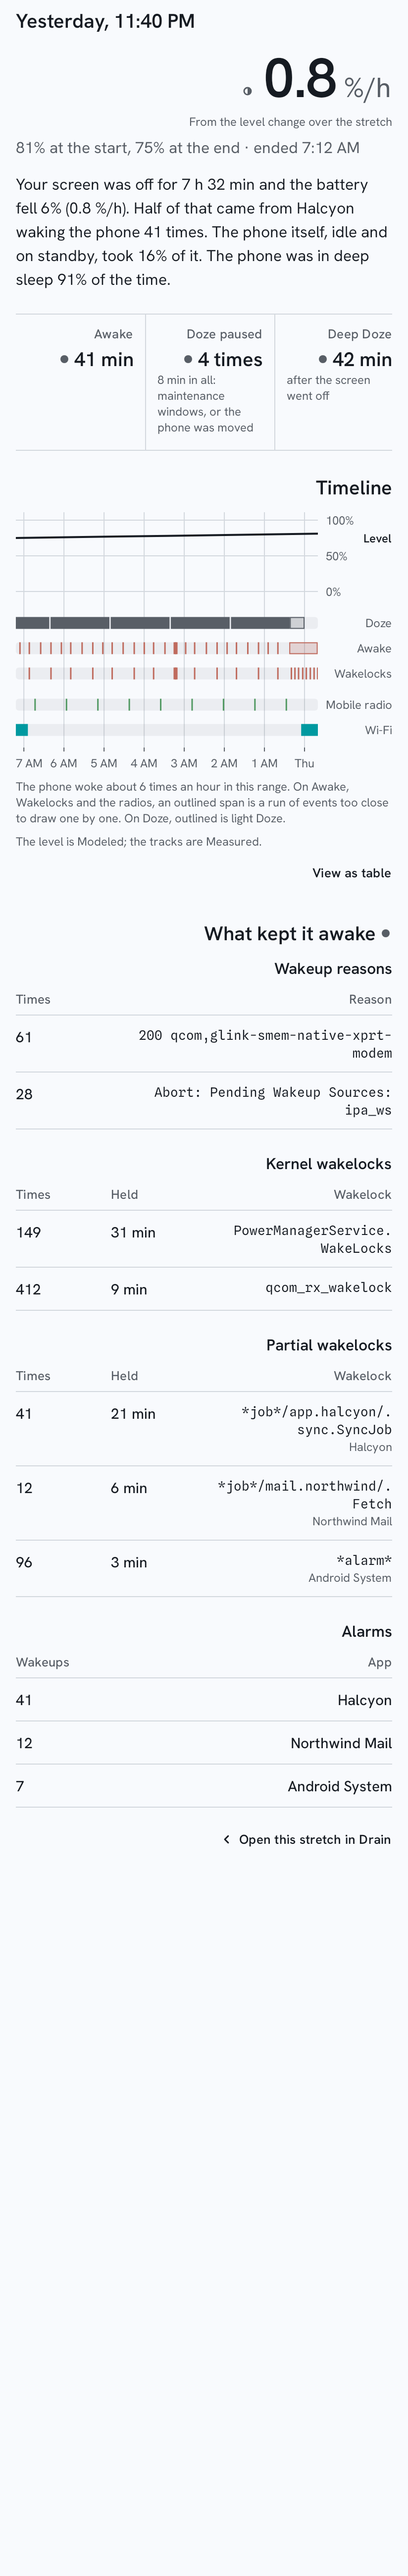 Yesterday, 11:40 PM
0.8 %/h
From the level change over the stretch
81% at the start, 75% at the end · ended 7:12 AM
Your screen was off for 7 h 32 min and the battery
fell 6% (0.8 %/h). Half of that came from Halcyon
waking the phone 41 times. The phone itself, idle and
on standby, took 16% of it. The phone was in deep
sleep 91% of the time.
Awake
41 min
Doze paused
4 times
8 min in all:
maintenance
windows, or the
phone was moved
Deep Doze
42 min
after the screen
went off
Timeline
100%
Level
50%
0%
Doze
Awake
Wakelocks
Mobile radio
Wi-Fi
7 AM 6 AM 5 AM 4 AM 3 AM 2 AM 1 AM Thu
The phone woke about 6 times an hour in this range. On Awake,
Wakelocks and the radios, an outlined span is a run of events too close
to draw one by one. On Doze, outlined is light Doze.
The level is Modeled; the tracks are Measured.
View as table
What kept it awake
Wakeup reasons
Times Reason
61 200 qcom,glink-smem-native-xprt-
modem
28 Abort: Pending Wakeup Sources:
ipa_ws
Kernel wakelocks
Times Held Wakelock
149 31 min PowerManagerService.
WakeLocks
412 9 min qcom_rx_wakelock
Partial wakelocks
Times Held Wakelock
41 21 min *job*/app.halcyon/.
sync.SyncJob
Halcyon
12 6 min *job*/mail.northwind/.
Fetch
Northwind Mail
96 3 min *alarm*
Android System
Alarms
Wakeups App
41 Halcyon
12 Northwind Mail
7 Android System
Open this stretch in Drain